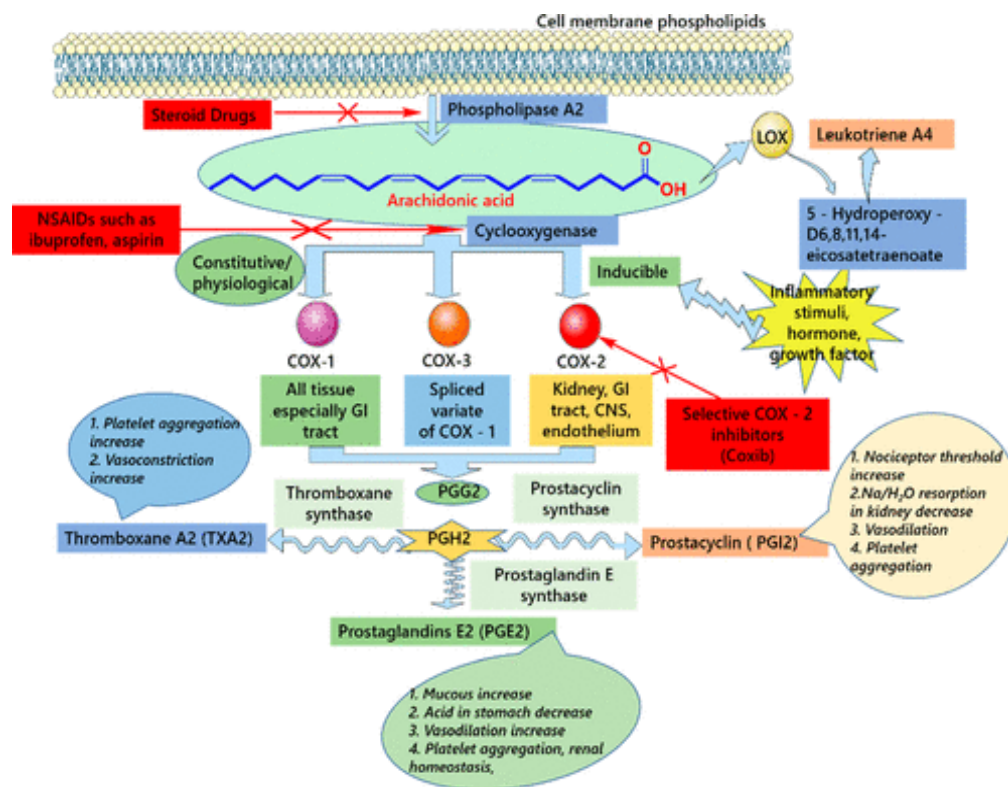 Cell membrane phospholipids
Steroid Drugs
Phospholipase A2
LOX
Leukotriene A4
O
OH
Arachidonic acid
NSAIDs such as
ibuprofen, aspirin
Cyclooxygenase
5 - Hydroperoxy -
D6,8,11,14-
eicosatetraenoate
Constitutive/
physiological
Inducible
Inflammatory
stimuli,
hormone,
growth factor
COX-1
COX-3
COX-2
All tissue
especially GI
tract
Spliced
variate
of COX - 1
Kidney, GI
tract, CNS,
endothelium
Selective COX - 2
inhibitors
(Coxib)
1. Platelet aggregation
increase
2. Vasoconstriction
increase
PGG2
Thromboxane
synthase
Prostacyclin
synthase
1. Nociceptor threshold
increase
2.Na/H₂O resorption
in kidney decrease
3. Vasodilation
4. Platelet
aggregation
Thromboxane A2 (TXA2)
PGH2
Prostacyclin ( PGI2)
Prostaglandin E
synthase
Prostaglandins E2 (PGE2)
1. Mucous increase
2. Acid in stomach decrease
3. Vasodilation increase
4. Platelet aggregation, renal
homeostasis,